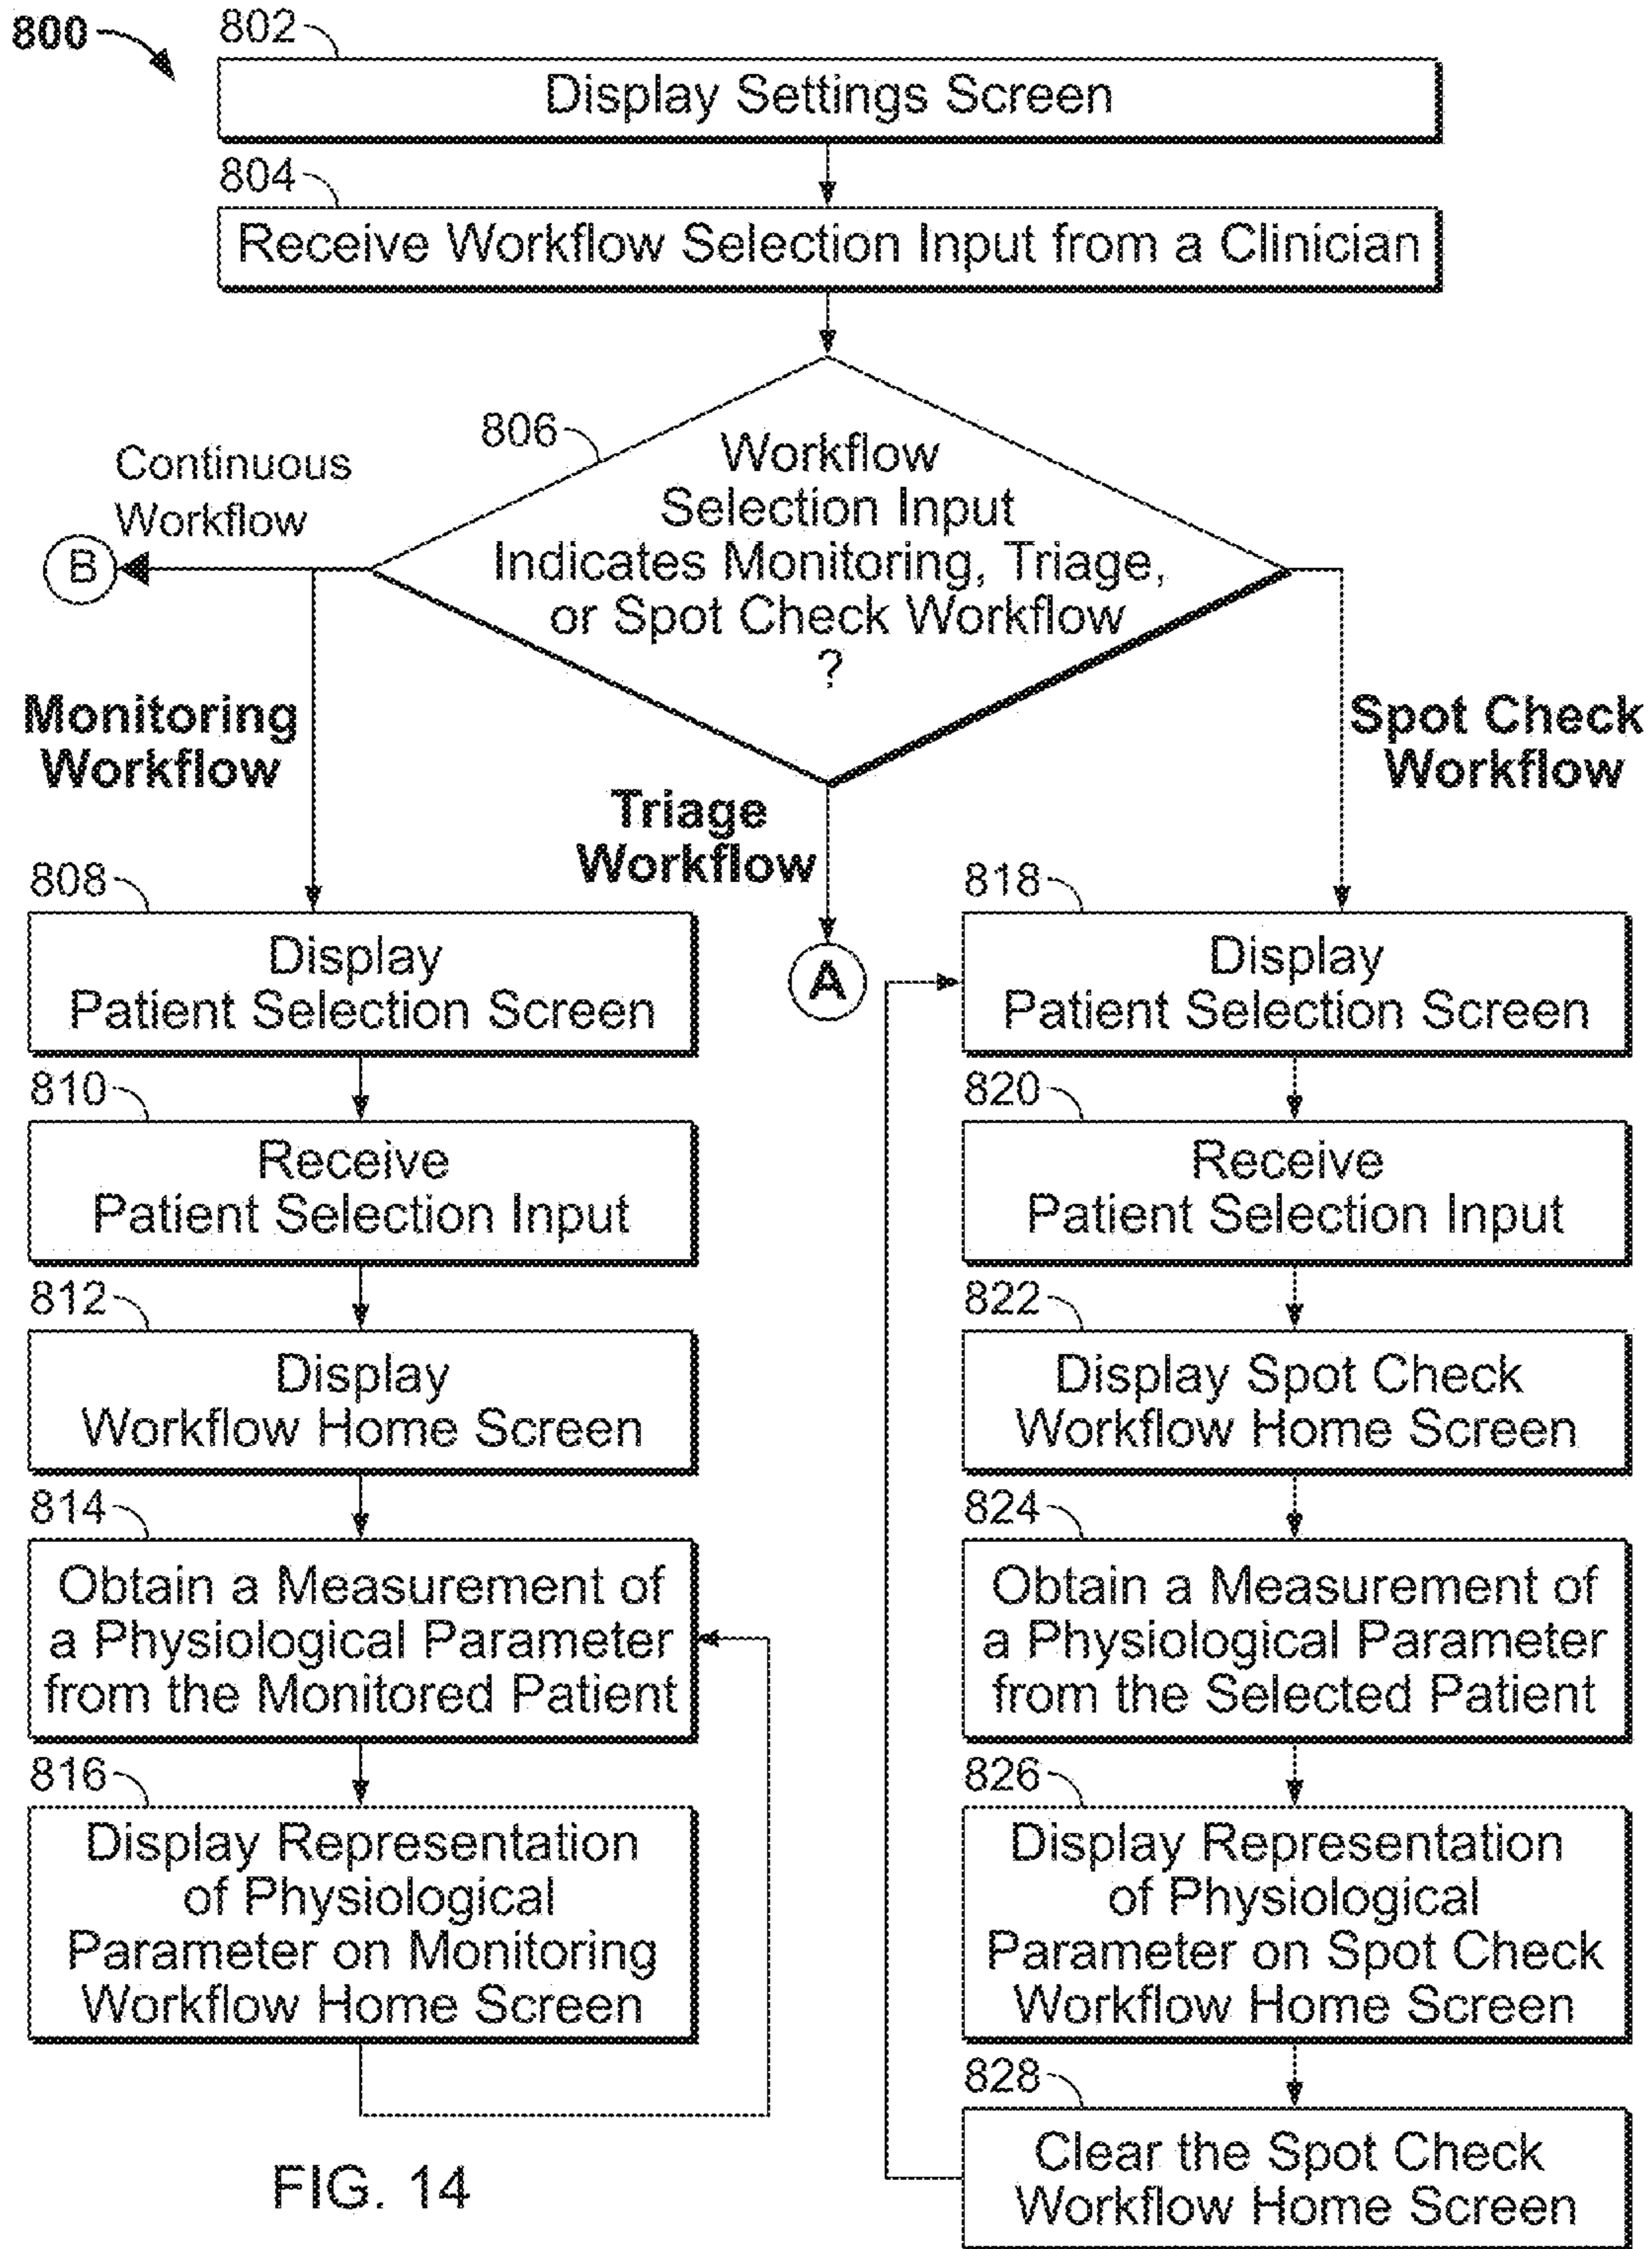 800
802
Display Settings Screen
804
Receive Workflow Selection Input from a Clinician
806
Workflow
Selection Input
Indicates Monitoring, Triage,
or Spot Check Workflow
?
Continuous
Workflow
B
Monitoring
Workflow
Triage
Workflow
A
Spot Check
Workflow
808
Display
Patient Selection Screen
810
Receive
Patient Selection Input
812
Display
Workflow Home Screen
814
Obtain a Measurement of
a Physiological Parameter
from the Monitored Patient
816
Display Representation
of Physiological
Parameter on Monitoring
Workflow Home Screen
818
Display
Patient Selection Screen
820
Receive
Patient Selection Input
822
Display Spot Check
Workflow Home Screen
824
Obtain a Measurement of
a Physiological Parameter
from the Selected Patient
826
Display Representation
of Physiological
Parameter on Spot Check
Workflow Home Screen
828
Clear the Spot Check
Workflow Home Screen
FIG. 14